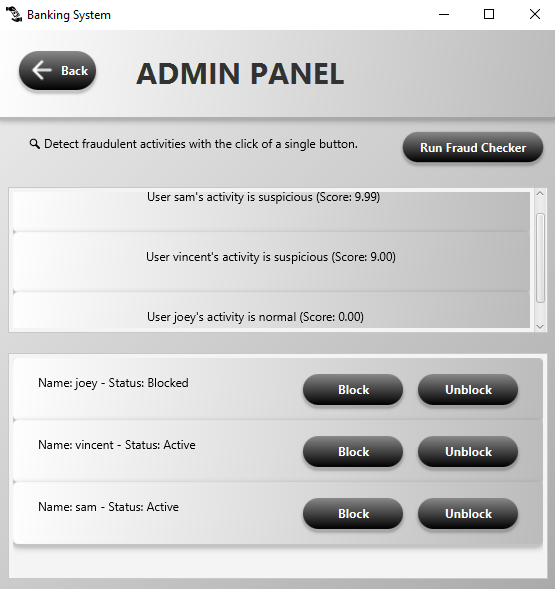 Banking System
Back
ADMIN PANEL
Detect fraudulent activities with the click of a single button.
Run Fraud Checker
User sam's activity is suspicious (Score: 9.99)
User vincent's activity is suspicious (Score: 9.00)
User joey's activity is normal (Score: 0.00)
Name: joey - Status: Blocked
Block
Unblock
Name: vincent - Status: Active
Block
Unblock
Name: sam - Status: Active
Block
Unblock